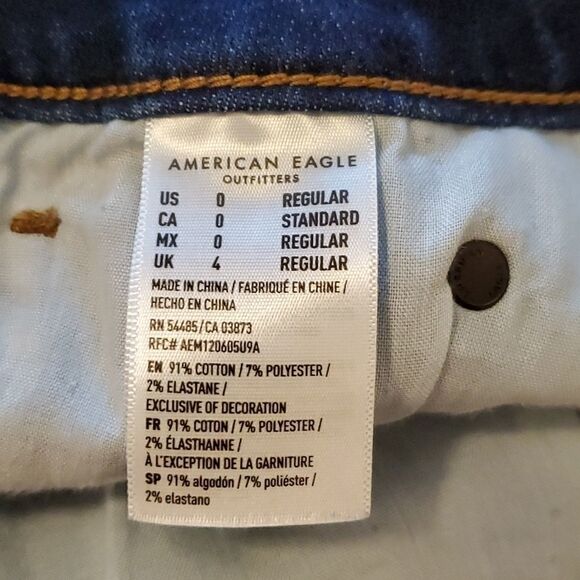 AMERICAN EAGLE
OUTFITTERS
US 0 REGULAR
CA 0 STANDARD
MX 0 REGULAR
UK 4 REGULAR
MADE IN CHINA / FABRIQUÉ EN CHINE /
HECHO EN CHINA
RN 54485/CA 03873
RFC# AEM120605U9A
EN 91% COTTON / 7% POLYESTER /
2% ELASTANE /
EXCLUSIVE OF DECORATION
FR 91% COTON / 7% POLYESTER /
2% ÉLASTHANNE /
À L'EXCEPTION DE LA GARNITURE
SP 91% algodón / 7% poliéster /
2% elastano